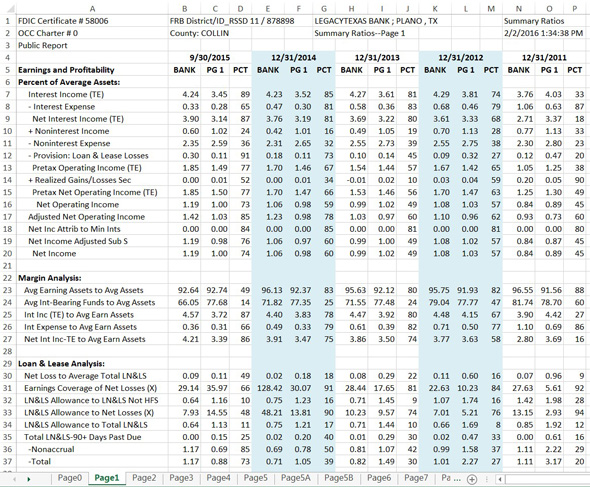 A B C D E F G H I J K L M N O P
1 FDIC Certificate # 58006 FRB District/ID_RSSD 11 / 878898 LEGACYTEXAS BANK ; PLANO , TX Summary Ratios
2 OCC Charter # 0 County: COLLIN Summary Ratios--Page 1 2/2/2016 1:34:38 PM
3 Public Report
4 9/30/2015 12/31/2014 12/31/2013 12/31/2012 12/31/2011
5 Earnings and Profitability BANK PG 1 PCT BANK PG 1 PCT BANK PG 1 PCT BANK PG 1 PCT BANK PG 1 PCT
6 Percent of Average Assets:
7 Interest Income (TE) 4.24 3.45 89 4.23 3.52 85 4.27 3.61 81 4.29 3.81 74 3.76 4.03 33
8 - Interest Expense 0.33 0.28 65 0.47 0.30 81 0.58 0.36 83 0.68 0.46 79 1.06 0.63 87
9 Net Interest Income (TE) 3.90 3.14 87 3.76 3.19 81 3.69 3.22 80 3.61 3.33 68 2.71 3.37 18
10 + Noninterest Income 0.60 1.02 24 0.42 1.01 16 0.49 1.05 19 0.70 1.13 28 0.77 1.13 33
11 - Noninterest Expense 2.35 2.59 36 2.31 2.65 32 2.55 2.73 39 2.55 2.75 38 2.30 2.80 23
12 - Provision: Loan & Lease Losses 0.30 0.11 91 0.18 0.11 73 0.10 0.14 45 0.09 0.32 27 0.12 0.47 20
13 Pretax Operating Income (TE) 1.85 1.49 77 1.70 1.46 67 1.54 1.44 57 1.67 1.42 65 1.05 1.25 38
14 + Realized Gains/Losses Sec 0.00 0.01 52 0.00 0.01 34 -0.01 0.02 10 0.03 0.04 59 0.20 0.05 90
15 Pretax Net Operating Income (TE) 1.85 1.50 77 1.70 1.47 66 1.53 1.46 56 1.70 1.47 63 1.25 1.30 49
16 Net Operating Income 1.19 1.00 73 1.06 0.98 59 0.99 1.02 49 1.08 1.03 57 0.84 0.89 45
17 Adjusted Net Operating Income 1.42 1.03 85 1.23 0.98 78 1.03 0.97 60 1.10 0.96 62 0.93 0.73 60
18 Net Inc Attrib to Min Ints 0.00 0.00 84 0.00 0.00 85 0.00 0.00 81 0.00 0.00 81 0.00 0.00 80
19 Net Income Adjusted Sub S 1.19 0.98 76 1.06 0.97 60 0.99 1.00 49 1.08 1.02 57 0.84 0.87 45
20 Net Income 1.19 1.00 74 1.06 0.98 60 0.99 1.02 49 1.08 1.03 57 0.84 0.89 45
21
22 Margin Analysis:
23 Avg Earning Assets to Avg Assets 92.64 92.74 49 96.13 92.37 83 95.63 92.12 80 95.75 91.93 82 96.55 91.56 88
24 Avg Int-Bearing Funds to Avg Assets 66.05 77.68 14 71.82 77.35 25 71.55 77.48 24 79.04 77.77 47 81.74 78.70 60
25 Int Inc (TE) to Avg Earn Assets 4.57 3.72 87 4.40 3.83 78 4.47 3.92 80 4.48 4.15 67 3.90 4.42 27
26 Int Expense to Avg Earn Assets 0.36 0.31 66 0.49 0.33 79 0.61 0.39 82 0.71 0.50 77 1.10 0.69 86
27 Net Int Inc-TE to Avg Earn Assets 4.21 3.39 86 3.91 3.47 75 3.86 3.50 74 3.77 3.63 58 2.80 3.69 16
28
29 Loan & Lease Analysis:
30 Net Loss to Average Total LN&LS 0.09 0.11 49 0.02 0.18 18 0.08 0.29 22 0.11 0.60 16 0.07 0.96 9
31 Earnings Coverage of Net Losses (X) 29.14 35.97 66 128.42 30.07 91 28.44 17.65 81 22.63 10.23 84 27.63 5.61 92
32 LN&LS Allowance to LN&LS Not HFS 0.64 1.16 10 0.75 1.23 16 0.71 1.45 9 1.07 1.74 16 1.42 1.98 28
33 LN&LS Allowance to Net Losses (X) 7.93 14.55 48 48.21 13.81 90 10.23 9.57 74 7.01 5.21 76 13.15 2.93 94
34 LN&LS Allowance to Total LN&LS 0.64 1.13 11 0.75 1.21 17 0.71 1.44 10 0.66 1.69 8 0.85 1.92 12
35 Total LN&LS-90+ Days Past Due 0.00 0.15 25 0.02 0.20 40 0.01 0.29 30 0.02 0.47 33 0.00 0.61 16
36 -Nonaccrual 1.17 0.69 85 0.69 0.78 50 0.81 1.07 42 0.99 1.58 37 1.11 2.22 29
37 -Total 1.17 0.88 73 0.71 1.05 39 0.82 1.49 30 1.01 2.27 27 1.11 3.17 20
Page0 Page1 Page2 Page3 Page4 Page5 Page5A Page5B Page6 Page7 Pa ...